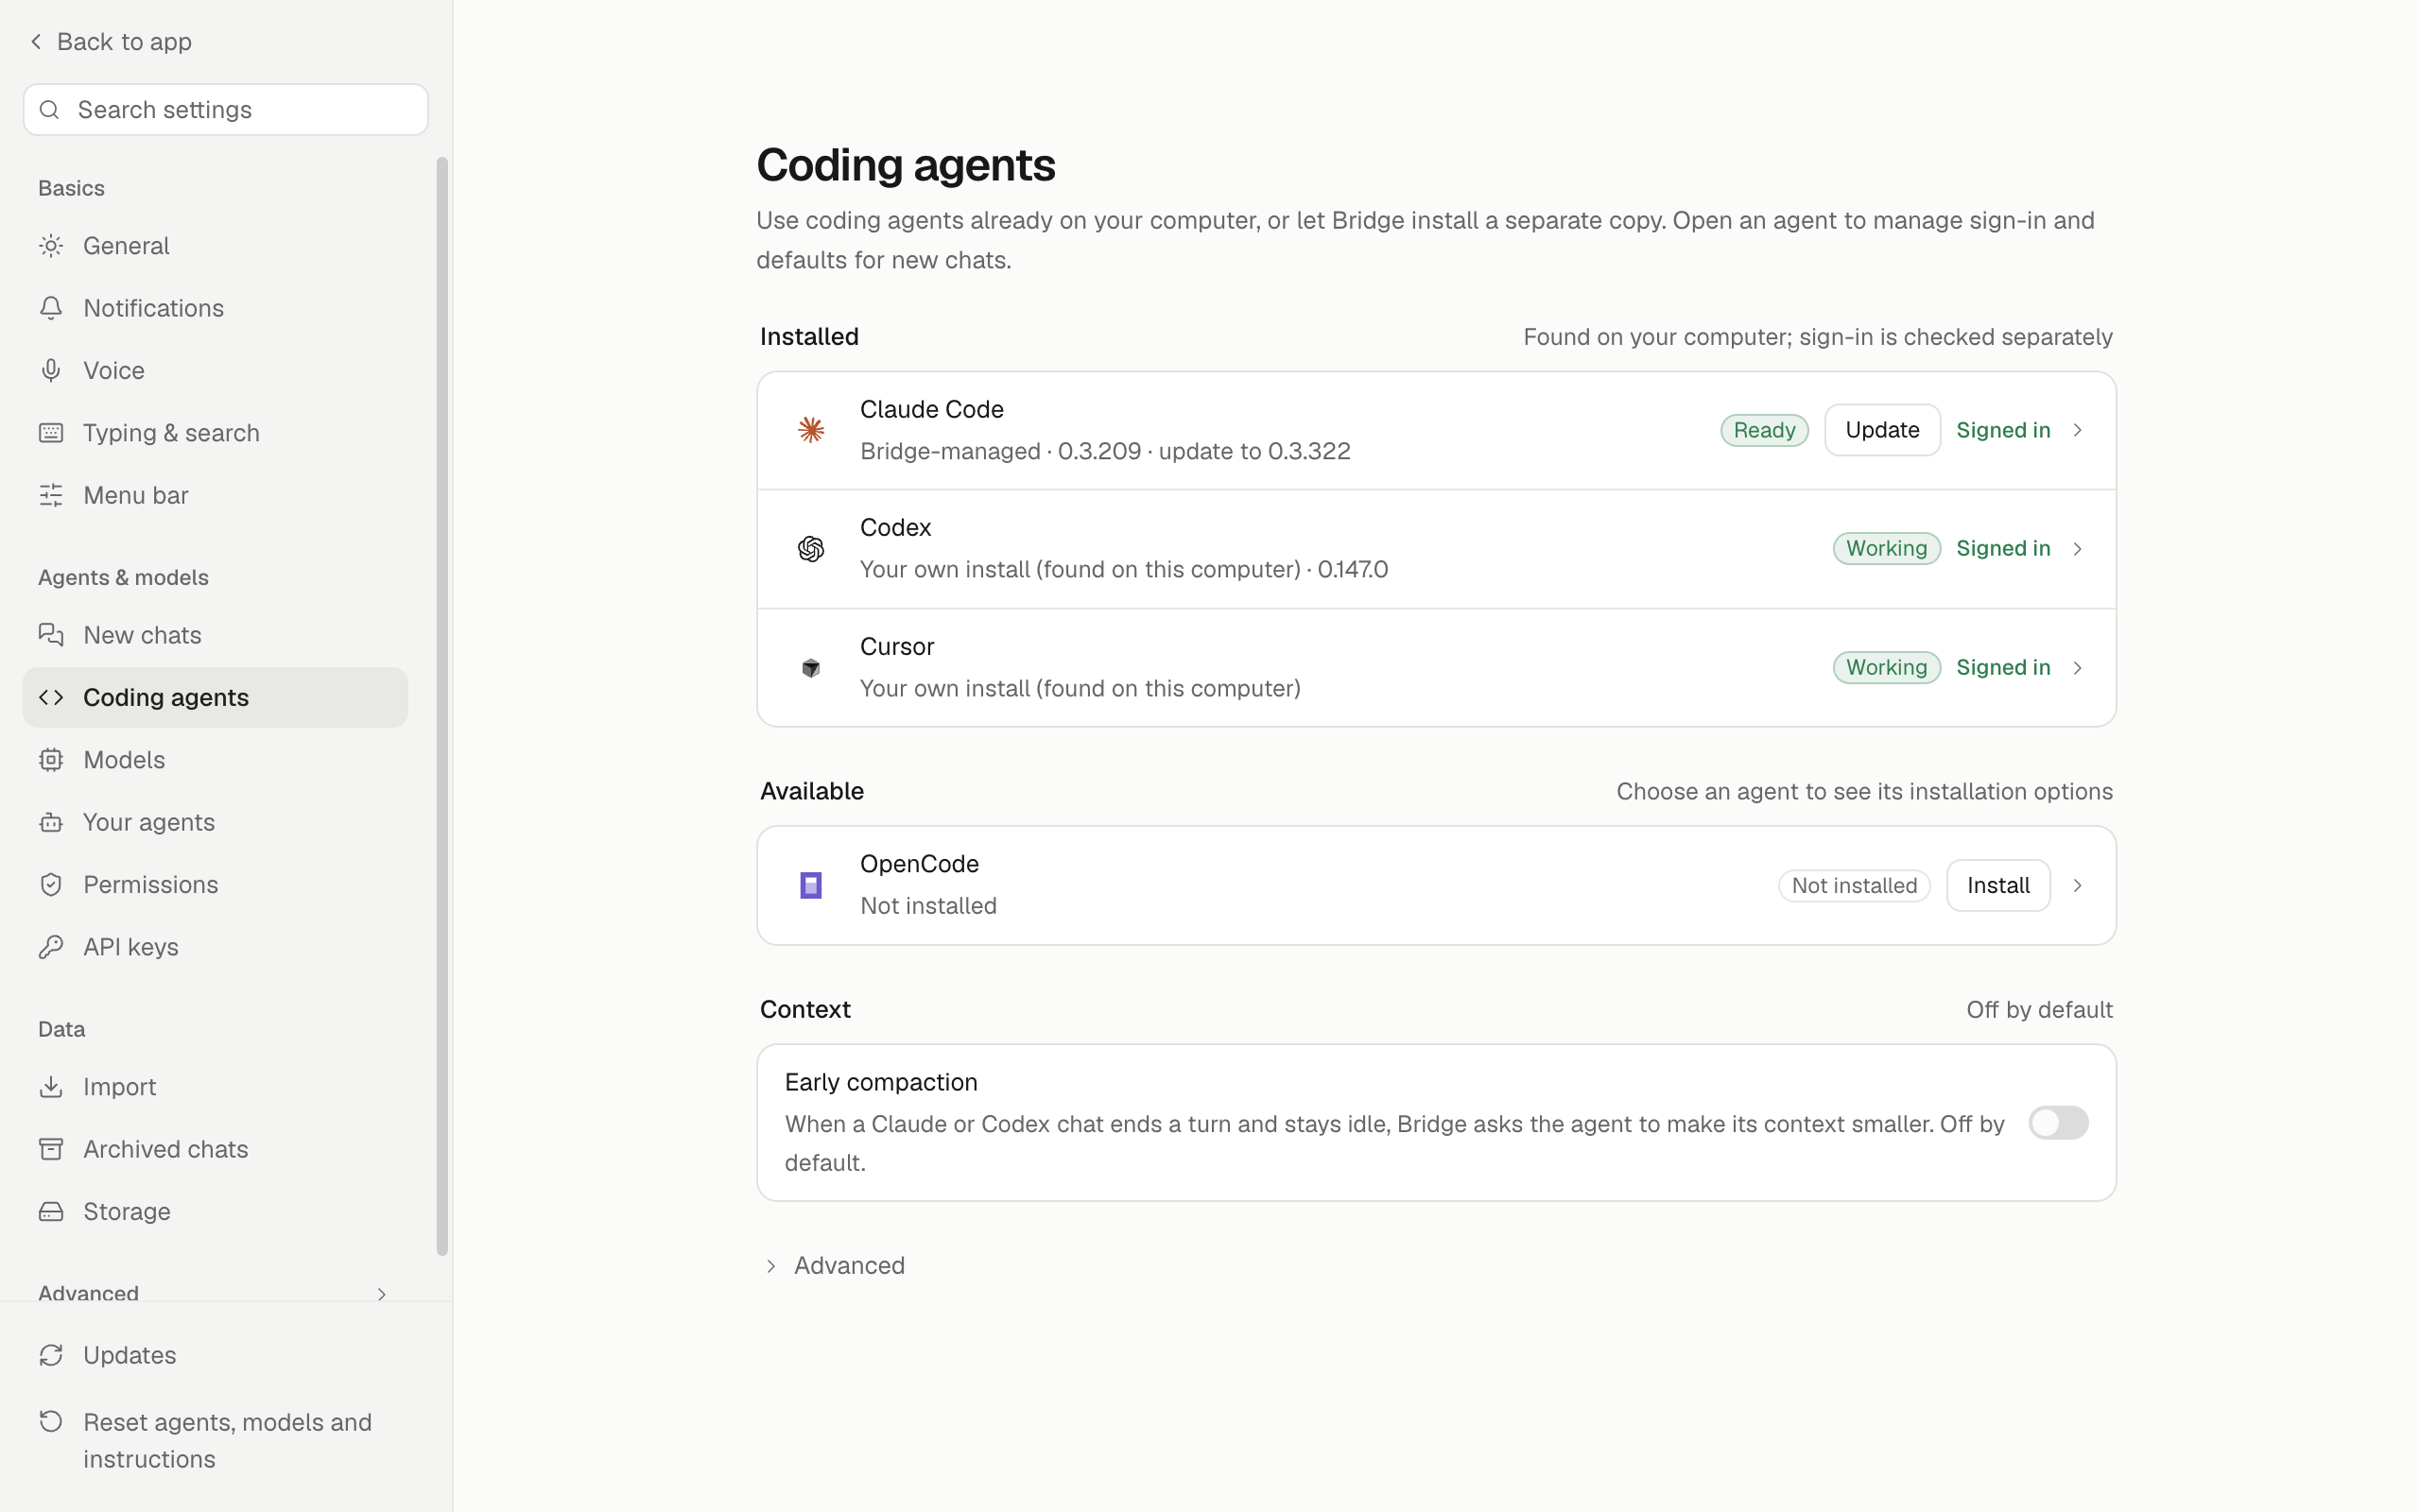 Back to app
Search settings
Basics
General
Notifications
Voice
Typing & search
Menu bar
Agents & models
New chats
Coding agents
Models
Your agents
Permissions
API keys
Data
Import
Archived chats
Storage
Advanced
Updates
Reset agents, models and
instructions
Coding agents
Use coding agents already on your computer, or let Bridge install a separate copy. Open an agent to manage sign-in and
defaults for new chats.
Installed
Found on your computer; sign-in is checked separately
Claude Code
Bridge-managed · 0.3.209 · update to 0.3.322
Ready
Update
Signed in
Codex
Your own install (found on this computer) · 0.147.0
Working
Signed in
Cursor
Your own install (found on this computer)
Working
Signed in
Available
Choose an agent to see its installation options
OpenCode
Not installed
Not installed
Install
Context
Off by default
Early compaction
When a Claude or Codex chat ends a turn and stays idle, Bridge asks the agent to make its context smaller. Off by
default.
Advanced